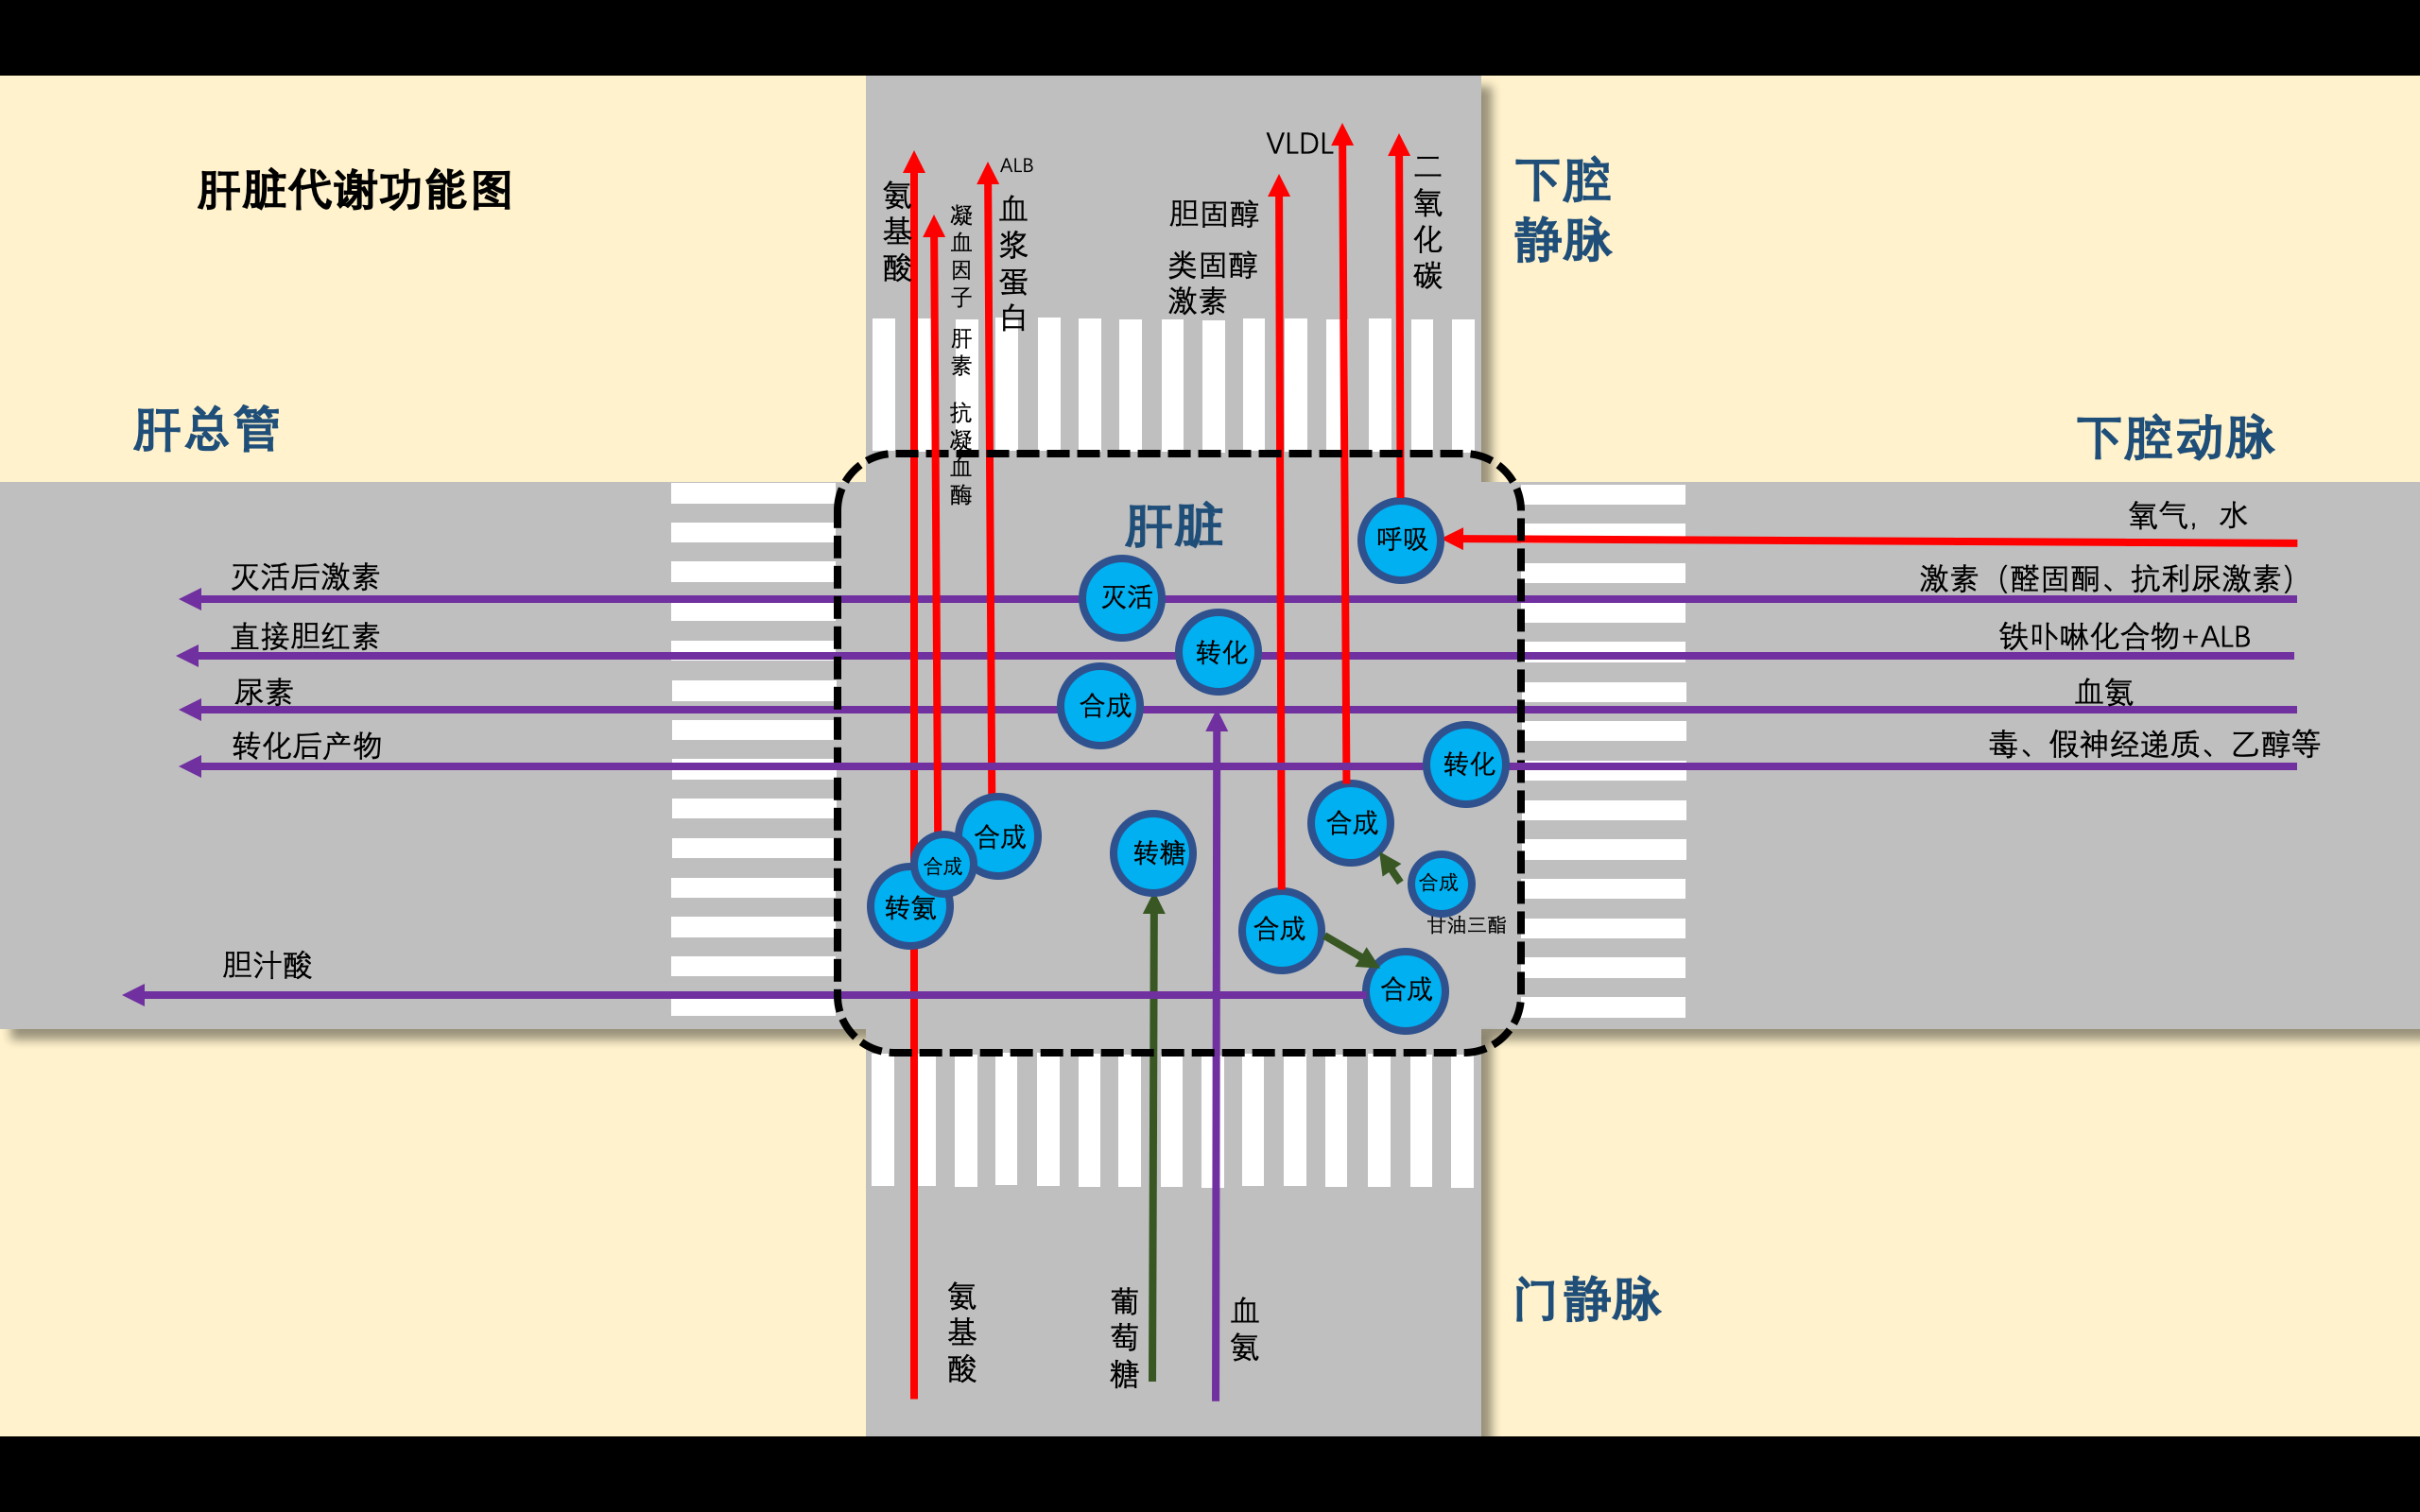 肝脏代谢功能图
氨基酸
凝血因子 肝素 抗凝血酶
ALB
血浆蛋白
VLDL
胆固醇
类固醇
激素
二氧化碳
下腔
静脉
肝总管
下腔动脉
肝脏
氧气，水
呼吸
灭活后激素
灭活
激素（醛固酮、抗利尿激素）
直接胆红素
转化
铁卟啉化合物+ALB
尿素
合成
血氨
转化后产物
转化
毒、假神经递质、乙醇等
合成
合成
转氨
转糖
合成
合成
甘油三酯
合成
胆汁酸
合成
氨基酸
葡萄糖
血氨
门静脉